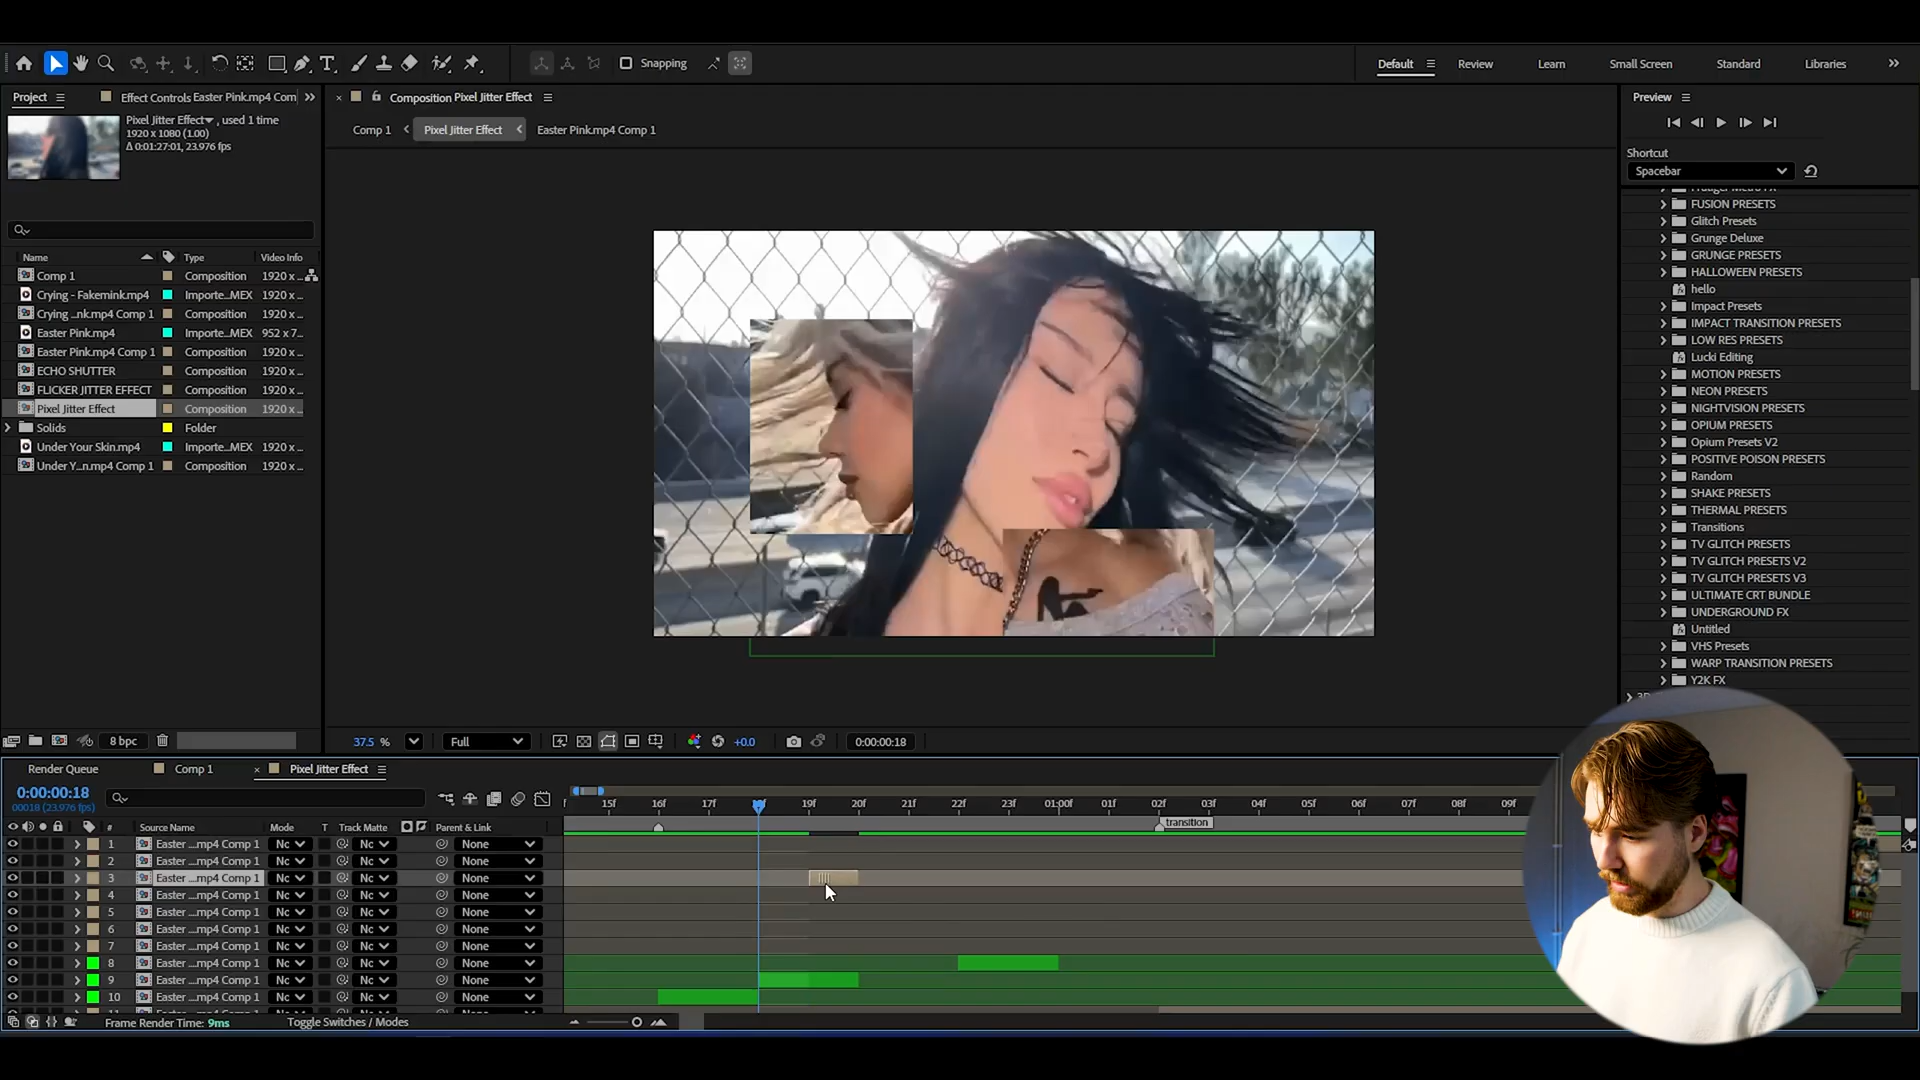 Snapping
Default
Review
Learn
Small Screen
Standard
Libraries
Project
Effect Controls Easter Pink.mp4 Com
Composition Pixel Jitter Effect
Preview
Pixel Jitter Effect, used 1 time
1920 x 1080 (1.00)
Δ 0:01:27:01, 23.976 fps
Comp 1
Pixel Jitter Effect
Easter Pink.mp4 Comp 1
Shortcut
Spacebar
Name
Type
Video Info
Comp 1 Composition 1920 x ...
Crying - Fakemink.mp4 Importe...MEX 1920 x ...
Crying ...nk.mp4 Comp 1 Composition 1920 x ...
Easter Pink.mp4 Importe...MEX 952 x 7...
Easter Pink.mp4 Comp 1 Composition 1920 x ...
ECHO SHUTTER Composition 1920 x ...
FLICKER JITTER EFFECT Composition 1920 x ...
Pixel Jitter Effect Composition 1920 x ...
Solids Folder
Under Your Skin.mp4 Importe...MEX 1920 x ...
Under Y...n.mp4 Comp 1 Composition 1920 x ...
FUSION PRESETS
Glitch Presets
Grunge Deluxe
GRUNGE PRESETS
HALLOWEEN PRESETS
hello
Impact Presets
IMPACT TRANSITION PRESETS
LOW RES PRESETS
Lucki Editing
MOTION PRESETS
NEON PRESETS
NIGHTVISION PRESETS
OPIUM PRESETS
Opium Presets V2
POSITIVE POISON PRESETS
Random
SHAKE PRESETS
THERMAL PRESETS
Transitions
TV GLITCH PRESETS
TV GLITCH PRESETS V2
TV GLITCH PRESETS V3
ULTIMATE CRT BUNDLE
UNDERGROUND FX
Untitled
VHS Presets
WARP TRANSITION PRESETS
Y2K FX
8 bpc
37.5 %
Full
+0.0
0:00:00:18
Render Queue
Comp 1
Pixel Jitter Effect
0:00:00:18
00018 (23.976 fps)
15f 16f 17f 19f 20f 21f 22f 23f 01:00f 01f 02f 03f 04f 05f 06f 07f 08f 09f
transition
# Source Name Mode T Track Matte Parent & Link
1 Easter ....mp4 Comp 1 Nc Nc None
2 Easter ....mp4 Comp 1 Nc Nc None
3 Easter ....mp4 Comp 1 Nc Nc None
4 Easter ....mp4 Comp 1 Nc Nc None
5 Easter ....mp4 Comp 1 Nc Nc None
6 Easter ....mp4 Comp 1 Nc Nc None
7 Easter ....mp4 Comp 1 Nc Nc None
8 Easter ....mp4 Comp 1 Nc Nc None
9 Easter ....mp4 Comp 1 Nc Nc None
10 Easter ....mp4 Comp 1 Nc Nc None
Frame Render Time: 9ms
Toggle Switches / Modes